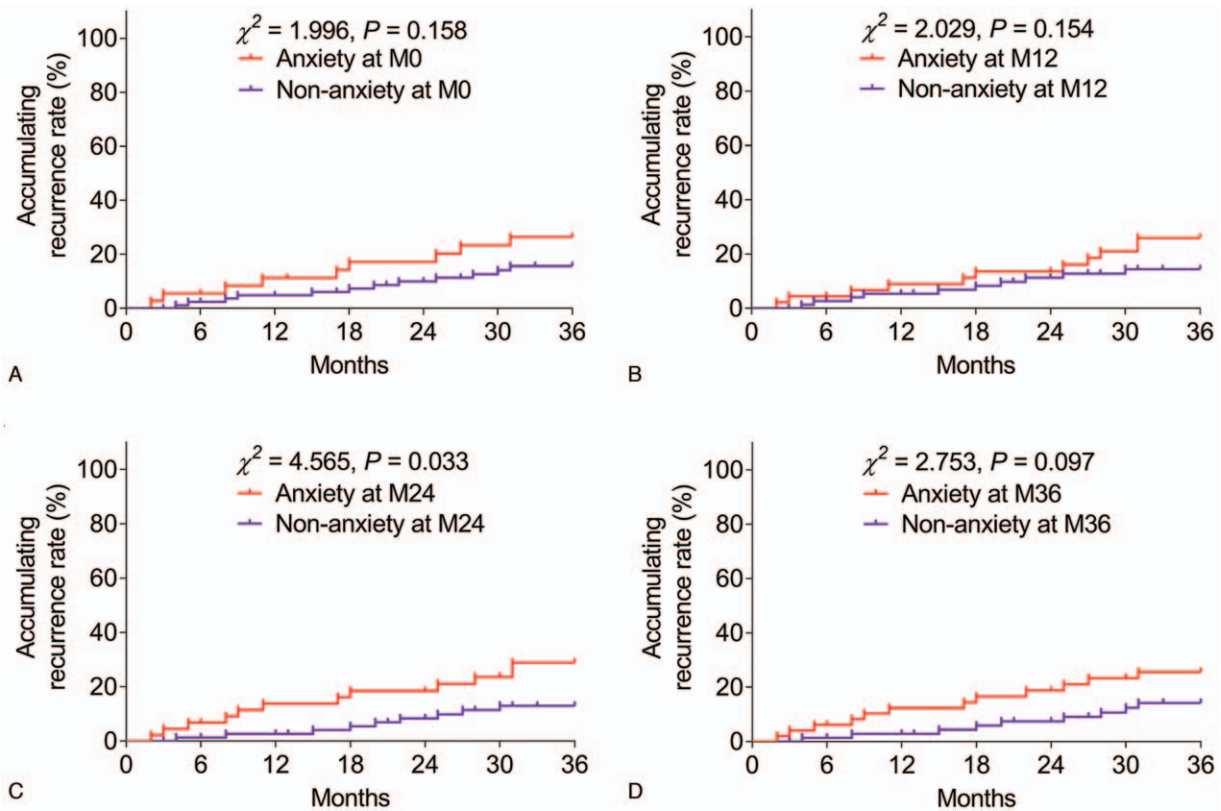 χ² = 1.996, P = 0.158
Anxiety at M0
Non-anxiety at M0
Accumulating
recurrence rate (%)
100
80
60
40
20
0
0 6 12 18 24 30 36
Months
A
χ² = 2.029, P = 0.154
Anxiety at M12
Non-anxiety at M12
Accumulating
recurrence rate (%)
100
80
60
40
20
0
0 6 12 18 24 30 36
Months
B
χ² = 4.565, P = 0.033
Anxiety at M24
Non-anxiety at M24
Accumulating
recurrence rate (%)
100
80
60
40
20
0
0 6 12 18 24 30 36
Months
C
χ² = 2.753, P = 0.097
Anxiety at M36
Non-anxiety at M36
Accumulating
recurrence rate (%)
100
80
60
40
20
0
0 6 12 18 24 30 36
Months
D